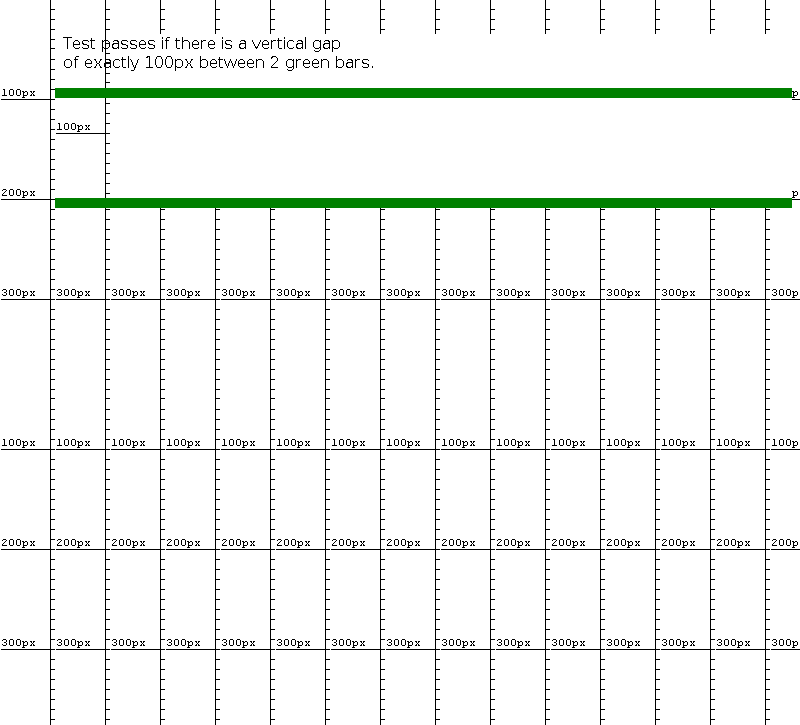 Test passes if there is a vertical gap
of exactly 100px between 2 green bars.
100px p
100px
200px p
300px 300px 300px 300px 300px 300px 300px 300px 300px 300px 300px 300px 300px 300px 300p
100px 100px 100px 100px 100px 100px 100px 100px 100px 100px 100px 100px 100px 100px 100p
200px 200px 200px 200px 200px 200px 200px 200px 200px 200px 200px 200px 200px 200px 200p
300px 300px 300px 300px 300px 300px 300px 300px 300px 300px 300px 300px 300px 300px 300p